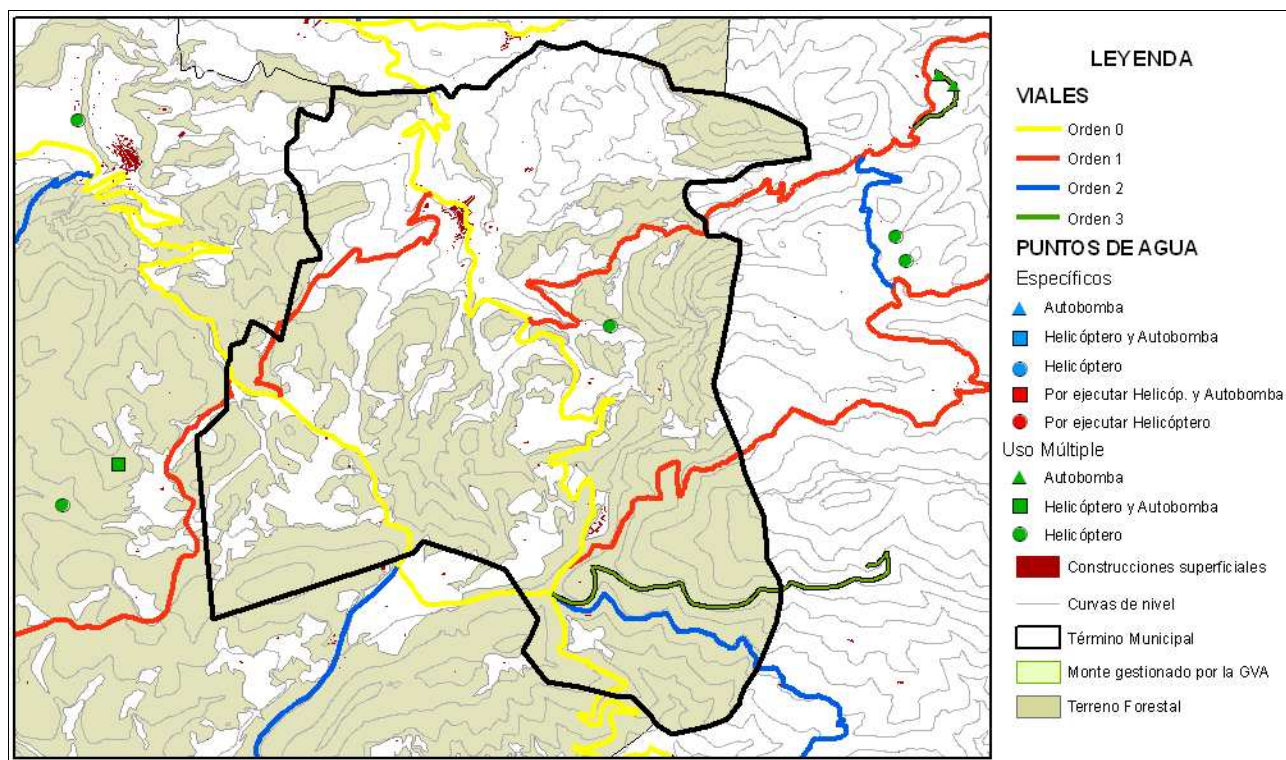 LEYENDA
VIALES
Orden 0
Orden 1
Orden 2
Orden 3
PUNTOS DE AGUA
Específicos
Autobomba
Helicóptero y Autobomba
Helicóptero
Por ejecutar Helicóp. y Autobomba
Por ejecutar Helicóptero
Uso Múltiple
Autobomba
Helicóptero y Autobomba
Helicóptero
Construcciones superficiales
Curvas de nivel
Término Municipal
Monte gestionado por la GVA
Terreno Forestal